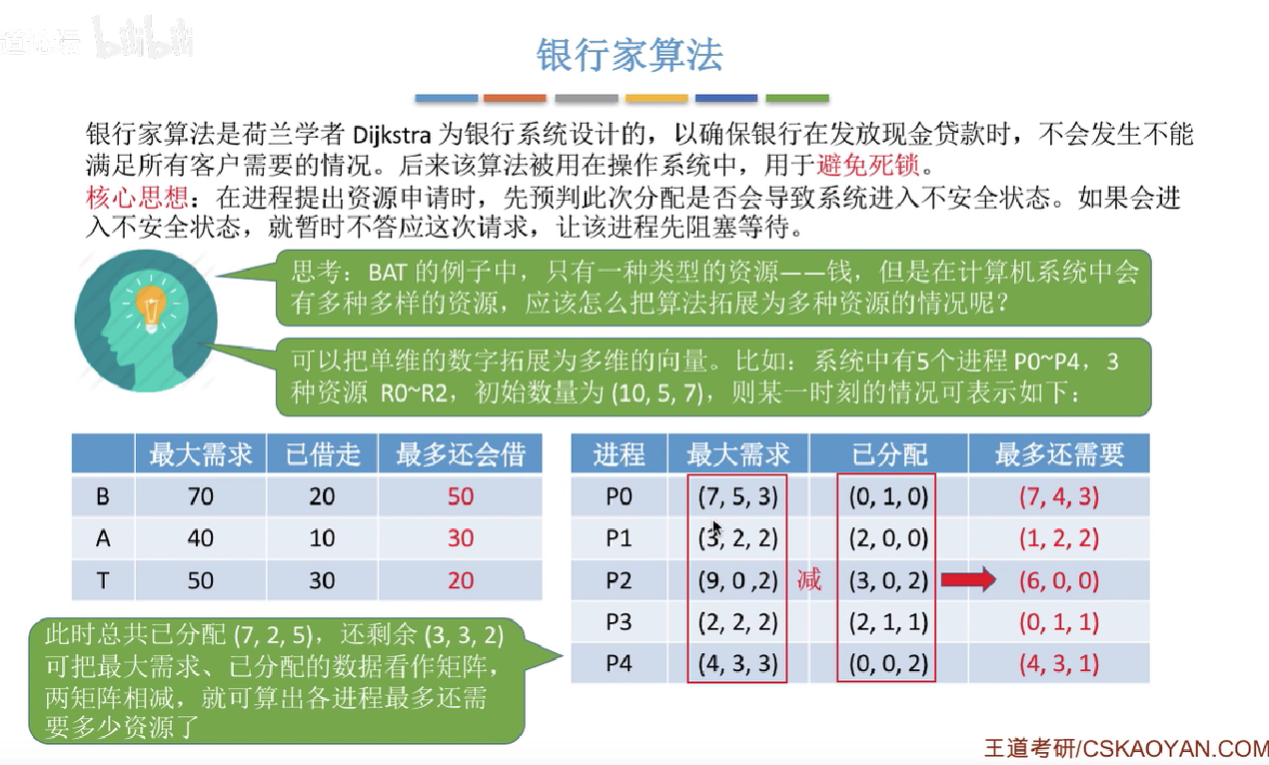 bilibili
银行家算法
银行家算法是荷兰学者 Dijkstra 为银行系统设计的，以确保银行在发放现金贷款时，不会发生不能
满足所有客户需要的情况。后来该算法被用在操作系统中，用于避免死锁。
核心思想：在进程提出资源申请时，先预判此次分配是否会导致系统进入不安全状态。如果会进
入不安全状态，就暂时不答应这次请求，让该进程先阻塞等待。
思考：BAT 的例子中，只有一种类型的资源——钱，但是在计算机系统中会
有多种多样的资源，应该怎么把算法拓展为多种资源的情况呢？
可以把单维的数字拓展为多维的向量。比如：系统中有5个进程 P0~P4，3
种资源 R0~R2，初始数量为 (10, 5, 7)，则某一时刻的情况可表示如下：
最大需求 已借走 最多还会借
B 70 20 50
A 40 10 30
T 50 30 20
进程 最大需求 已分配 最多还需要
P0 (7, 5, 3) (0, 1, 0) (7, 4, 3)
P1 (3, 2, 2) (2, 0, 0) (1, 2, 2)
P2 (9, 0 ,2) 减 (3, 0, 2) (6, 0, 0)
P3 (2, 2, 2) (2, 1, 1) (0, 1, 1)
P4 (4, 3, 3) (0, 0, 2) (4, 3, 1)
此时总共已分配 (7, 2, 5)，还剩余 (3, 3, 2)
可把最大需求、已分配的数据看作矩阵，
两矩阵相减，就可算出各进程最多还需
要多少资源了
王道考研/CSKAOYAN.COM